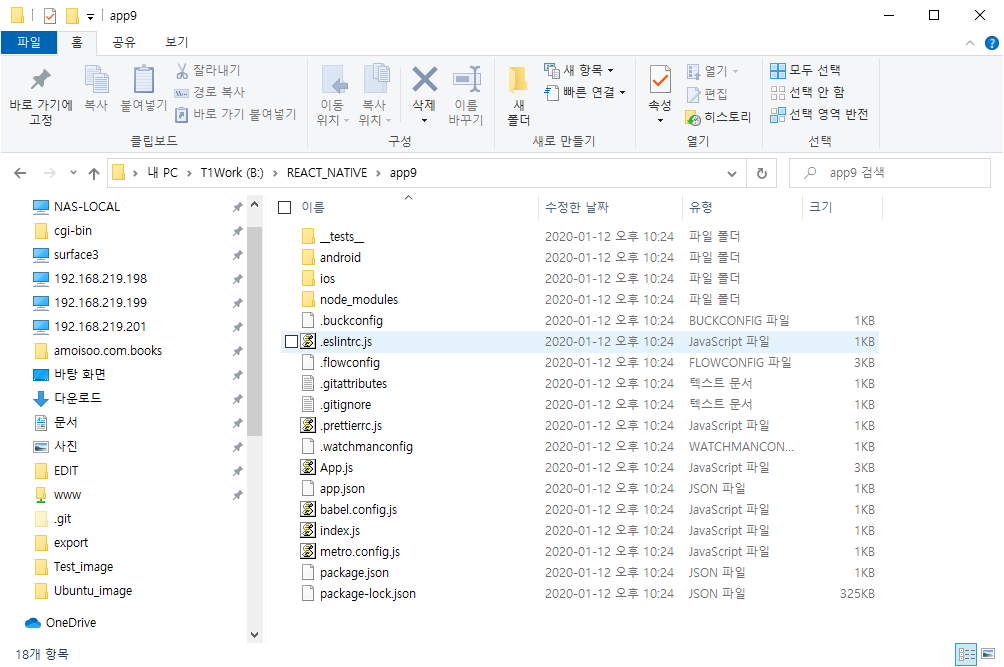 app9
파일 홈 공유 보기
바로 가기에 고정
복사
붙여넣기
잘라내기
경로 복사
바로 가기 붙여넣기
클립보드
이동 위치
복사 위치
삭제
이름 바꾸기
구성
새 폴더
새 항목
빠른 연결
새로 만들기
속성
열기
편집
히스토리
열기
모두 선택
선택 안 함
선택 영역 반전
선택
내 PC > T1Work (B:) > REACT_NATIVE > app9
app9 검색
NAS-LOCAL
cgi-bin
surface3
192.168.219.198
192.168.219.199
192.168.219.201
amoisoo.com.books
바탕 화면
다운로드
문서
사진
EDIT
www
.git
export
Test_image
Ubuntu_image
OneDrive
이름 수정한 날짜 유형 크기
__tests__ 2020-01-12 오후 10:24 파일 폴더
android 2020-01-12 오후 10:24 파일 폴더
ios 2020-01-12 오후 10:24 파일 폴더
node_modules 2020-01-12 오후 10:24 파일 폴더
.buckconfig 2020-01-12 오후 10:24 BUCKCONFIG 파일 1KB
.eslintrc.js 2020-01-12 오후 10:24 JavaScript 파일 1KB
.flowconfig 2020-01-12 오후 10:24 FLOWCONFIG 파일 3KB
.gitattributes 2020-01-12 오후 10:24 텍스트 문서 1KB
.gitignore 2020-01-12 오후 10:24 텍스트 문서 1KB
.prettierrc.js 2020-01-12 오후 10:24 JavaScript 파일 1KB
.watchmanconfig 2020-01-12 오후 10:24 WATCHMANCON... 1KB
App.js 2020-01-12 오후 10:24 JavaScript 파일 3KB
app.json 2020-01-12 오후 10:24 JSON 파일 1KB
babel.config.js 2020-01-12 오후 10:24 JavaScript 파일 1KB
index.js 2020-01-12 오후 10:24 JavaScript 파일 1KB
metro.config.js 2020-01-12 오후 10:24 JavaScript 파일 1KB
package.json 2020-01-12 오후 10:24 JSON 파일 1KB
package-lock.json 2020-01-12 오후 10:24 JSON 파일 325KB
18개 항목